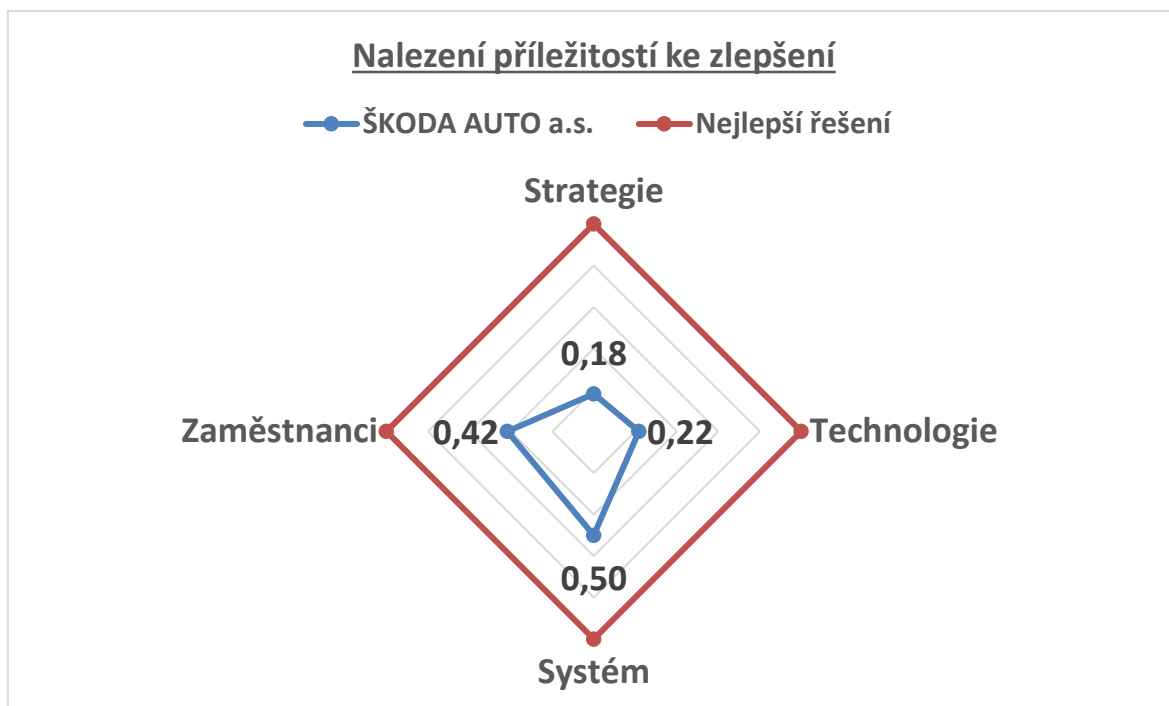 Nalezení příležitostí ke zlepšení
ŠKODA AUTO a.s. Nejlepší řešení
Strategie
0,18
Zaměstnanci 0,42 0,22 Technologie
0,50
Systém